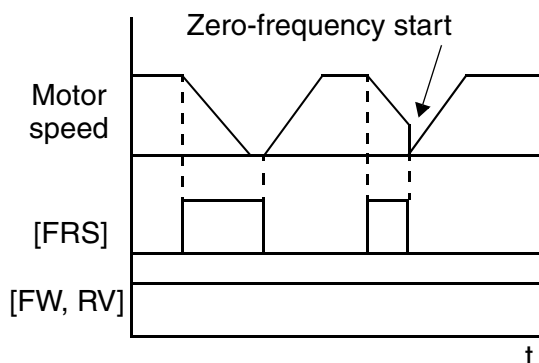 Zero-frequency start
Motor
speed
[FRS]
[FW, RV]
t